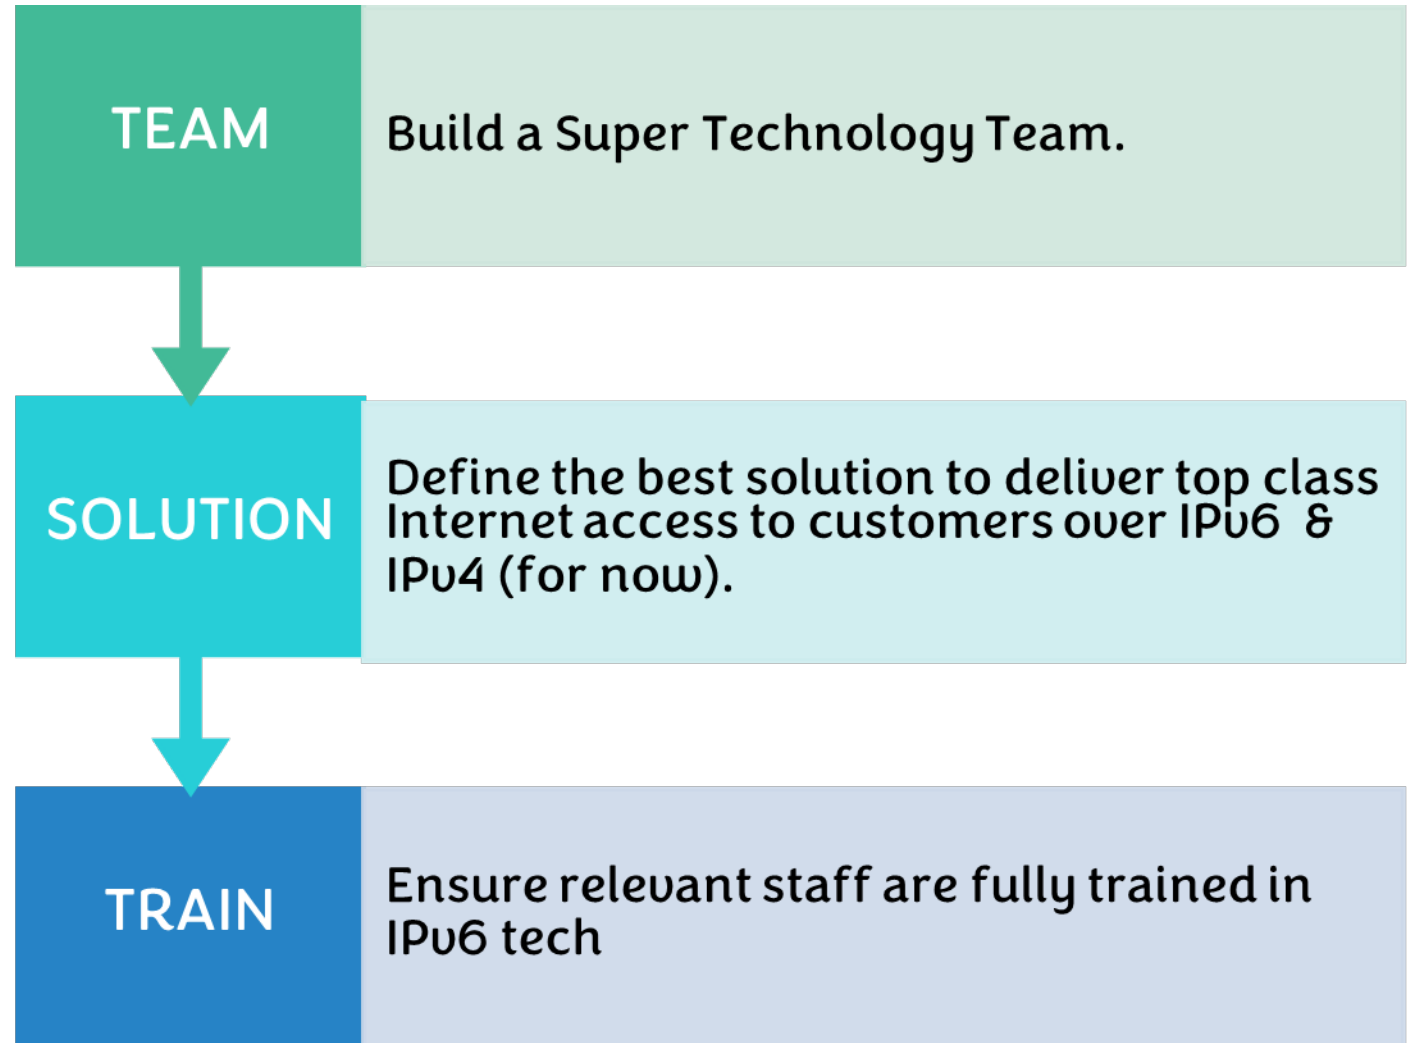 TEAM
Build a Super Technology Team.
SOLUTION
Define the best solution to deliver top class
Internet access to customers over IPv6 &
IPv4 (for now).
TRAIN
Ensure relevant staff are fully trained in
IPv6 tech